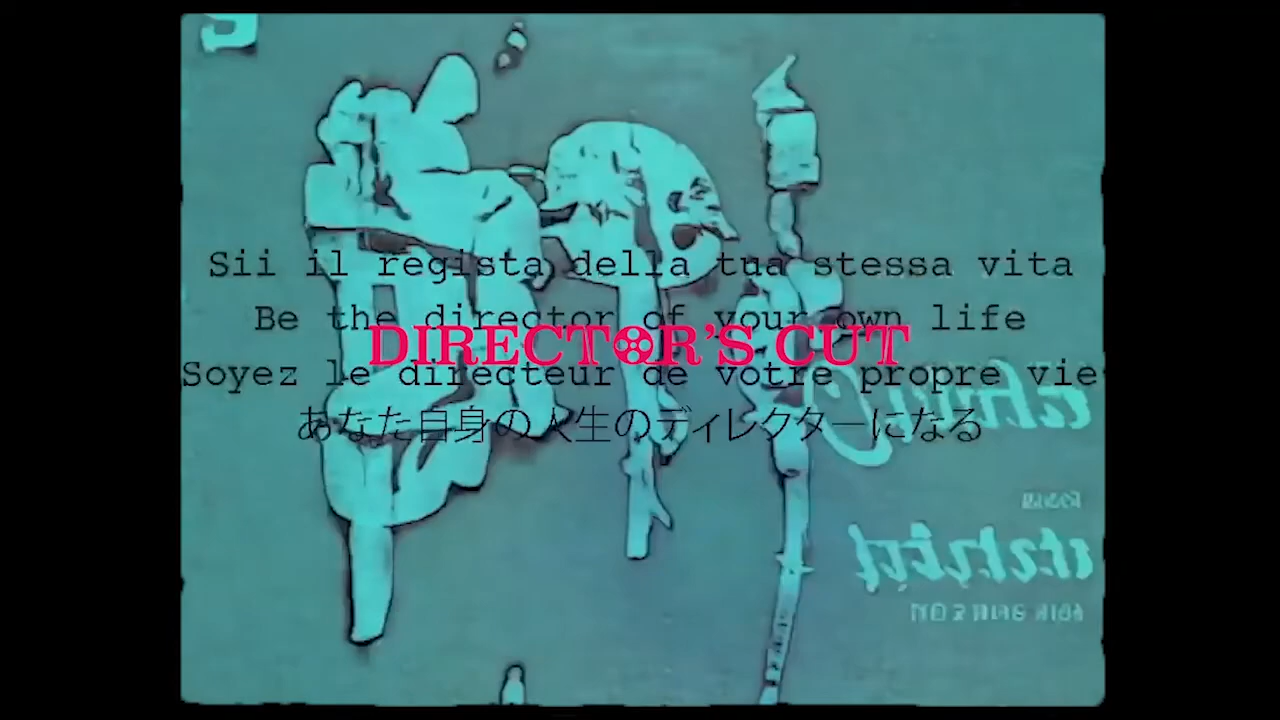 Sii il regista della tua stessa vita
Be the director of your own life
DIRECTOR'S CUT
Soyez le directeur de votre propre vie
あなた自身の人生のディレクターになる